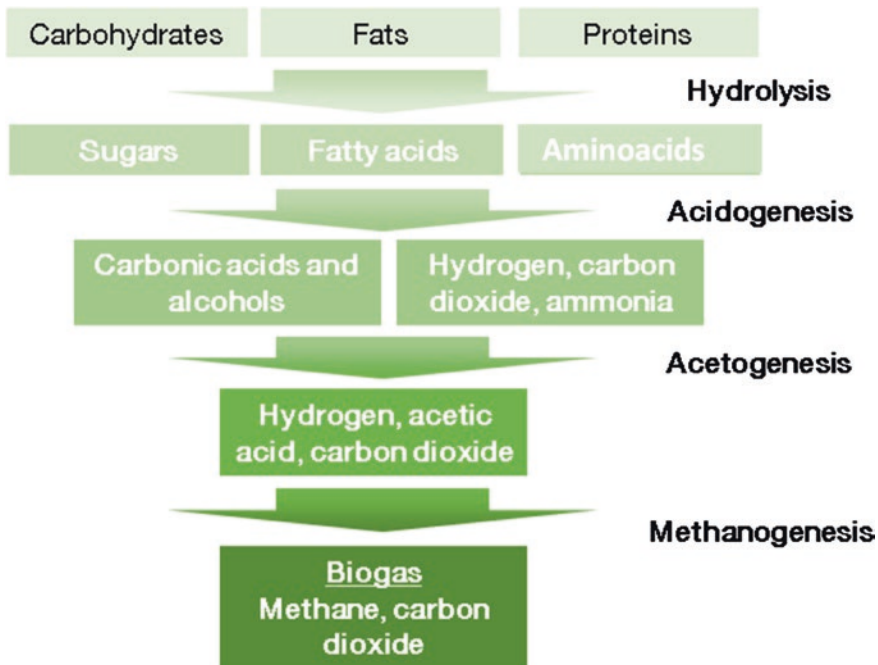 Carbohydrates
Fats
Proteins
Hydrolysis
Sugars
Fatty acids
Aminoacids
Acidogenesis
Carbonic acids and
alcohols
Hydrogen, carbon
dioxide, ammonia
Acetogenesis
Hydrogen, acetic
acid, carbon dioxide
Methanogenesis
Biogas
Methane, carbon
dioxide